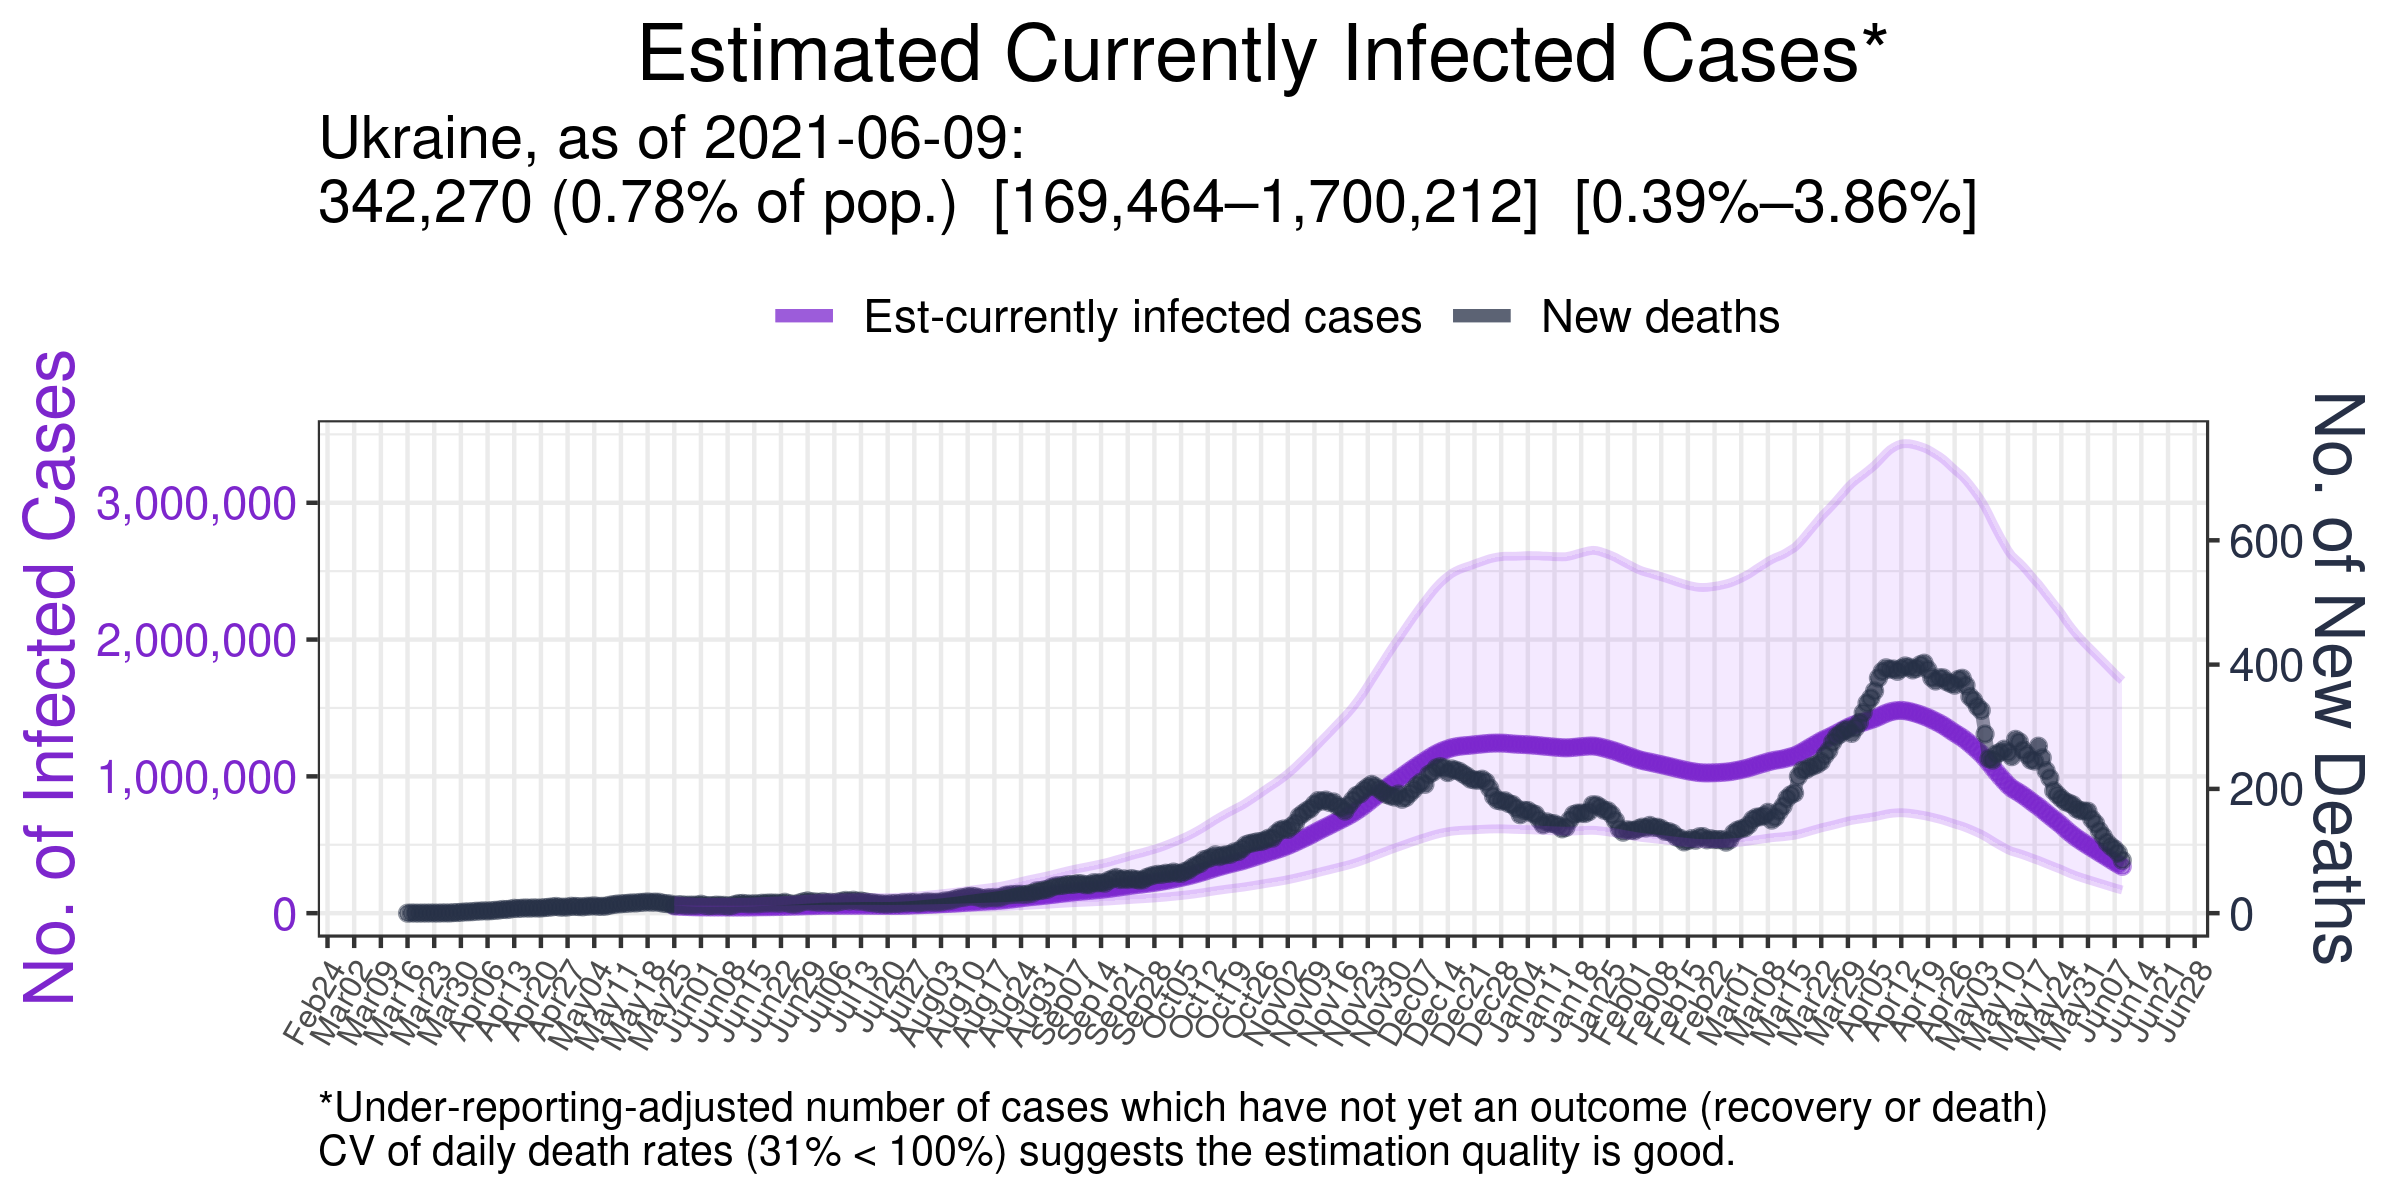 Estimated Currently Infected Cases*
Ukraine, as of 2021-06-09:
342,270 (0.78% of pop.) [169,464–1,700,212] [0.39%–3.86%]
Est-currently infected cases
New deaths
No. of Infected Cases
3,000,000
2,000,000
1,000,000
0
No. of New Deaths
600
400
200
0
Feb24
Mar02
Mar09
Mar16
Mar23
Mar30
Apr06
Apr13
Apr20
Apr27
May04
May11
May18
May25
Jun01
Jun08
Jun15
Jun22
Jun29
Jul06
Jul13
Jul20
Jul27
Aug03
Aug10
Aug17
Aug24
Aug31
Sep07
Sep14
Sep21
Sep28
Oct05
Oct12
Oct19
Oct26
Nov02
Nov09
Nov16
Nov23
Nov30
Dec07
Dec14
Dec21
Dec28
Jan04
Jan11
Jan18
Jan25
Feb01
Feb08
Feb15
Feb22
Mar01
Mar08
Mar15
Mar22
Mar29
Apr05
Apr12
Apr19
Apr26
May03
May10
May17
May24
May31
Jun07
Jun14
Jun21
Jun28
*Under-reporting-adjusted number of cases which have not yet an outcome (recovery or death)
CV of daily death rates (31% < 100%) suggests the estimation quality is good.